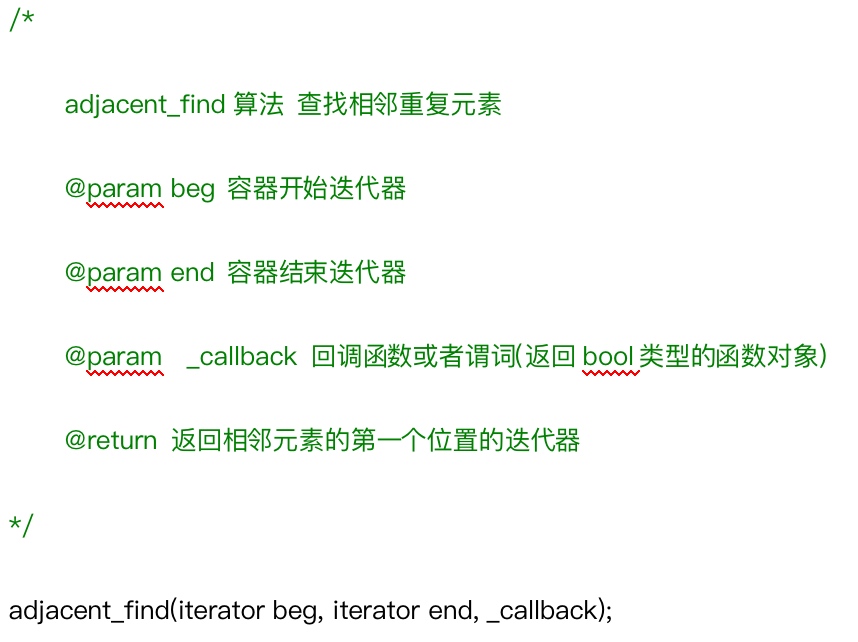 /*
adjacent_find 算法 查找相邻重复元素
@param beg 容器开始迭代器
@param end 容器结束迭代器
@param _callback 回调函数或者谓词(返回 bool 类型的函数对象)
@return 返回相邻元素的第一个位置的迭代器
*/
adjacent_find(iterator beg, iterator end, _callback);